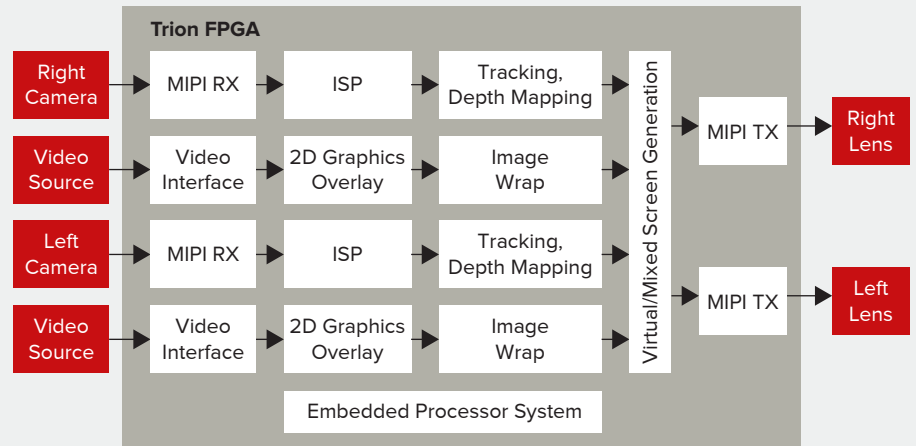 Trion FPGA
Right
Camera
MIPI RX
ISP
Tracking,
Depth Mapping
Video
Source
Video
Interface
2D Graphics
Overlay
Image
Wrap
Left
Camera
MIPI RX
ISP
Tracking,
Depth Mapping
Video
Source
Video
Interface
2D Graphics
Overlay
Image
Wrap
Virtual/Mixed Screen Generation
MIPI TX
Right
Lens
MIPI TX
Left
Lens
Embedded Processor System